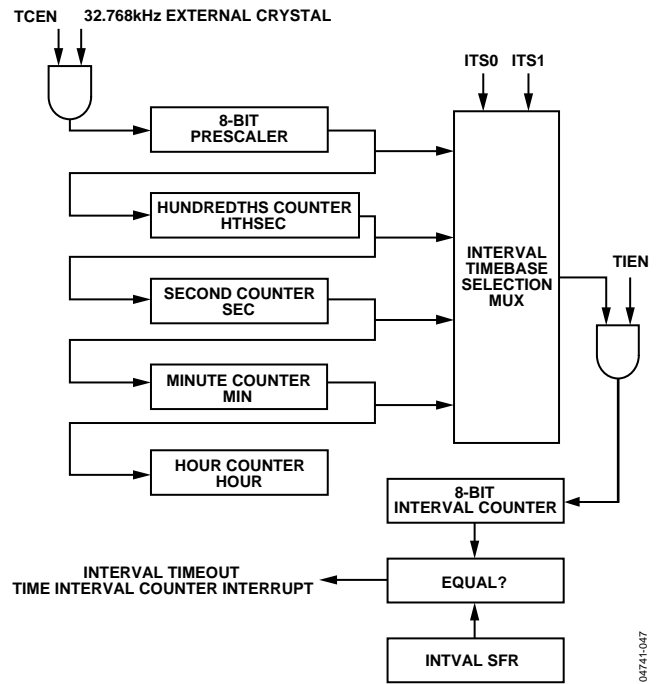 TCEN 32.768kHz EXTERNAL CRYSTAL
ITS0 ITS1
8-BIT
PRESCALER
HUNDREDTHS COUNTER
HTHSEC
INTERVAL
TIMEBASE
SELECTION
MUX
TIEN
SECOND COUNTER
SEC
MINUTE COUNTER
MIN
HOUR COUNTER
HOUR
8-BIT
INTERVAL COUNTER
INTERVAL TIMEOUT
TIME INTERVAL COUNTER INTERRUPT
EQUAL?
INTVAL SFR
04741-047